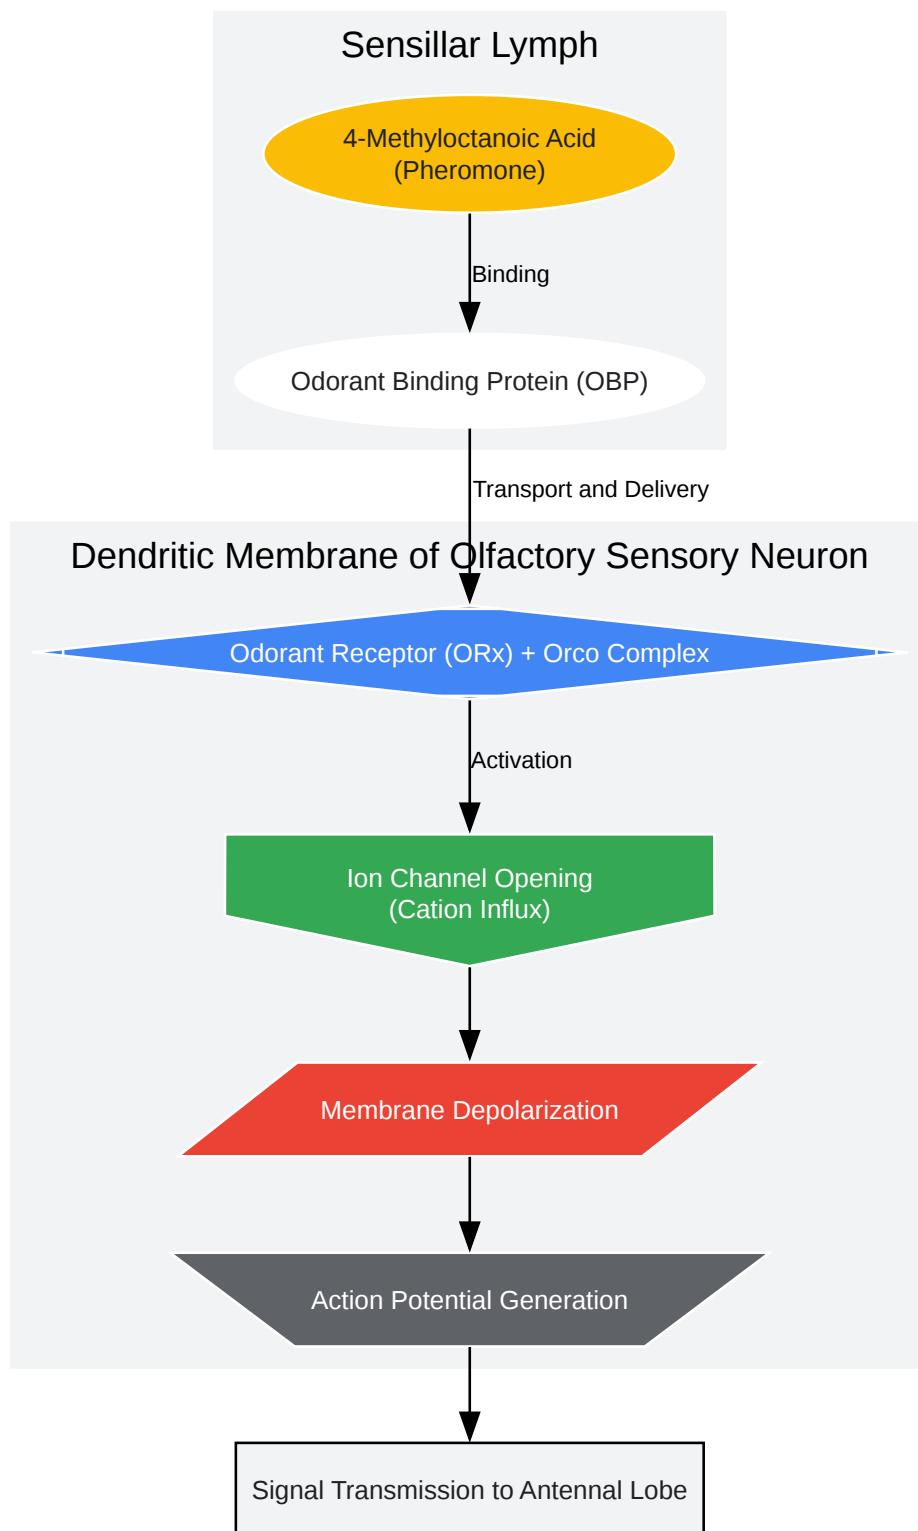 Sensillar Lymph
4-Methyloctanoic Acid
(Pheromone)
Binding
Odorant Binding Protein (OBP)
Transport and Delivery
Dendritic Membrane of Olfactory Sensory Neuron
Odorant Receptor (ORx) + Orco Complex
Activation
Ion Channel Opening
(Cation Influx)
Membrane Depolarization
Action Potential Generation
Signal Transmission to Antennal Lobe